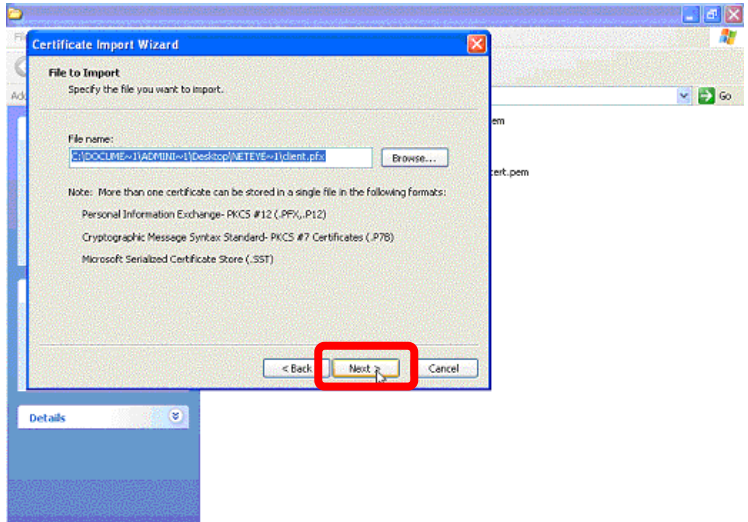 Certificate Import Wizard
File to Import
Specify the file you want to import.
Go
em
File name:
C:\DOCUME~1\ADMINI~1\Desktop\NETEYE~1\client.pfx
Browse...
cert.pem
Note: More than one certificate can be stored in a single file in the following formats:
Personal Information Exchange- PKCS #12 (.PFX,.P12)
Cryptographic Message Syntax Standard- PKCS #7 Certificates (.P7B)
Microsoft Serialized Certificate Store (.SST)
< Back
Next >
Cancel
Details